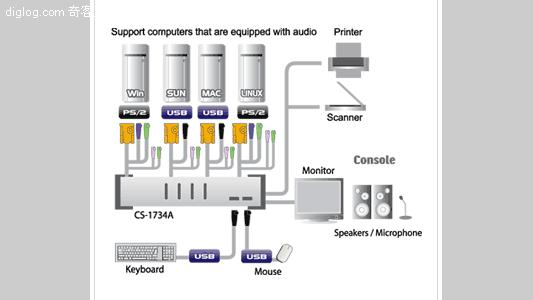 diglog.com 奇客
Support computers that are equipped with audio
Printer
Win SUN MAC LINUX
PS/2 USB USB PS/2
Scanner
Console
Monitor
CS-1734A
Speakers / Microphone
USB USB
Keyboard
Mouse